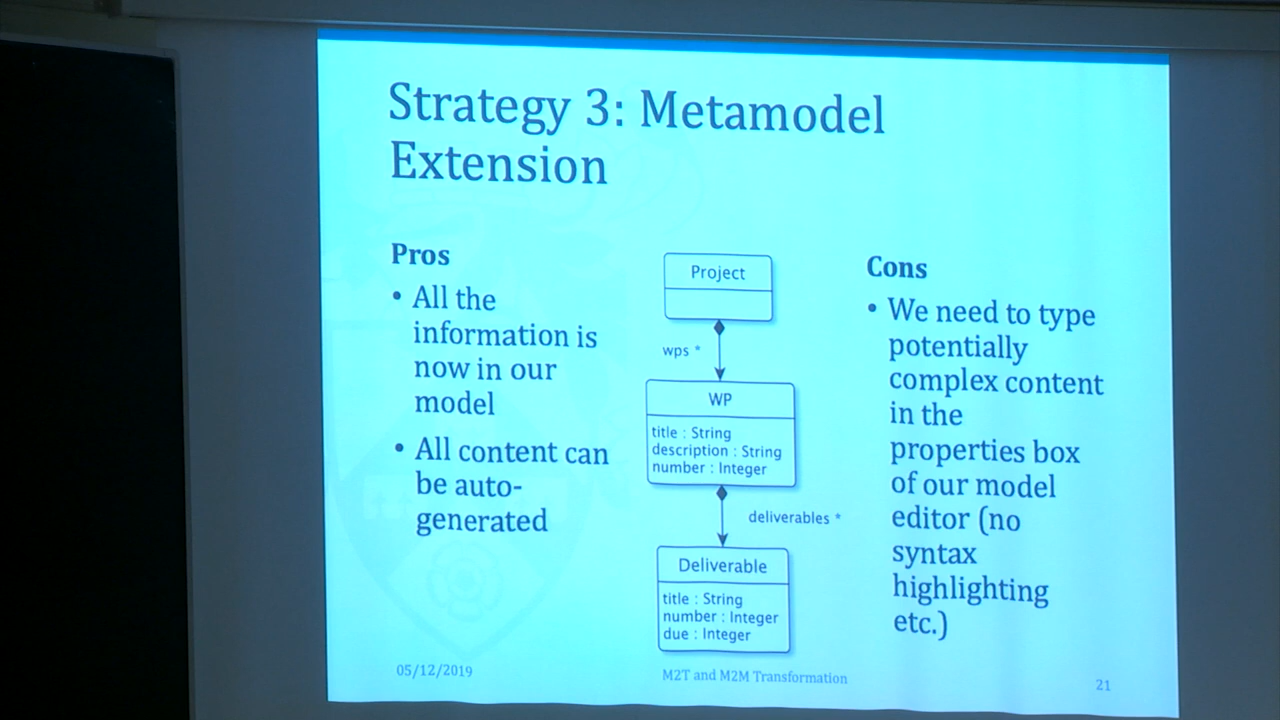 Strategy 3: Metamodel
Extension
Pros
• All the
information is
now in our
model
• All content can
be auto-
generated
Project
wps *
WP
title : String
description : String
number : Integer
deliverables *
Deliverable
title : String
number : Integer
due : Integer
Cons
• We need to type
potentially
complex content
in the
properties box
of our model
editor (no
syntax
highlighting
etc.)
05/12/2019
M2T and M2M Transformation
21